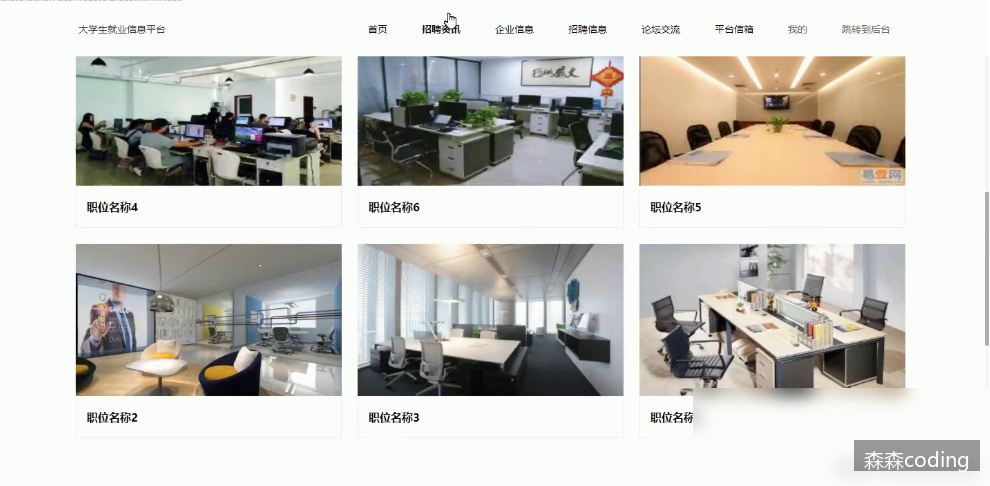 大学生就业信息平台 首页 招聘资讯 企业信息 招聘信息 论坛交流 平台信箱 我的 跳转到后台
易登网
职位名称4 职位名称6 职位名称5
职位名称2 职位名称3 职位名
森森coding